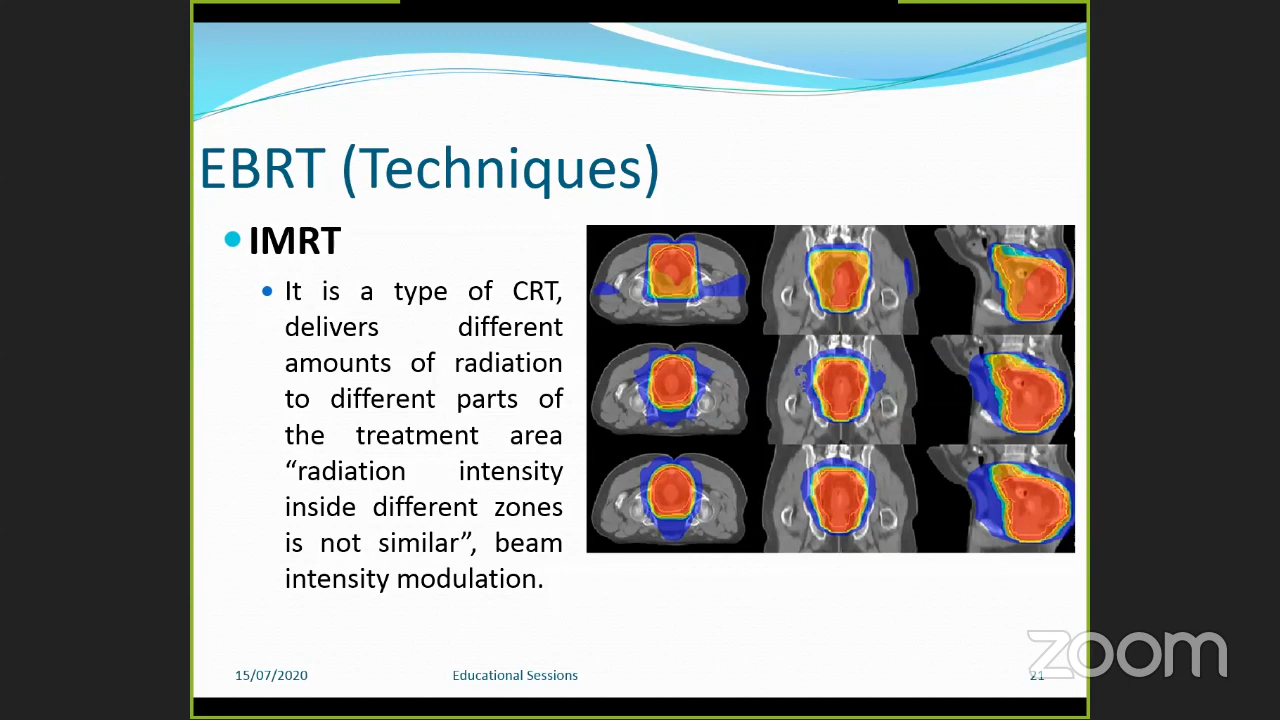 EBRT (Techniques)
IMRT
It is a type of CRT,
delivers different
amounts of radiation
to different parts of
the treatment area
“radiation intensity
inside different zones
is not similar”, beam
intensity modulation.
15/07/2020
Educational Sessions
21
zoom